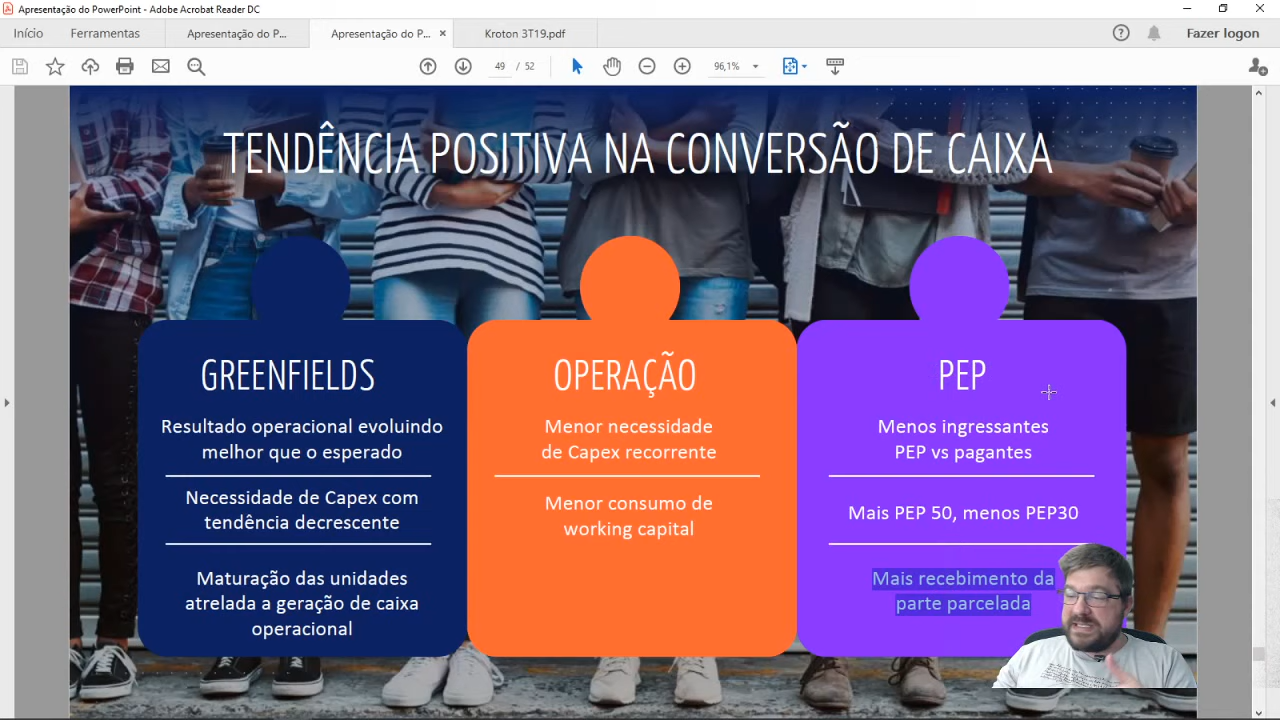 Apresentação do PowerPoint - Adobe Acrobat Reader DC
Início
Ferramentas
Apresentação do P...
Apresentação do P...
Kroton 3T19.pdf
Fazer logon
49 / 52
96,1%
TENDÊNCIA POSITIVA NA CONVERSÃO DE CAIXA
GREENFIELDS
Resultado operacional evoluindo
melhor que o esperado
Necessidade de Capex com
tendência decrescente
Maturação das unidades
atrelada a geração de caixa
operacional
OPERAÇÃO
Menor necessidade
de Capex recorrente
Menor consumo de
working capital
PEP
Menos ingressantes
PEP vs pagantes
Mais PEP 50, menos PEP30
Mais recebimento da
parte parcelada